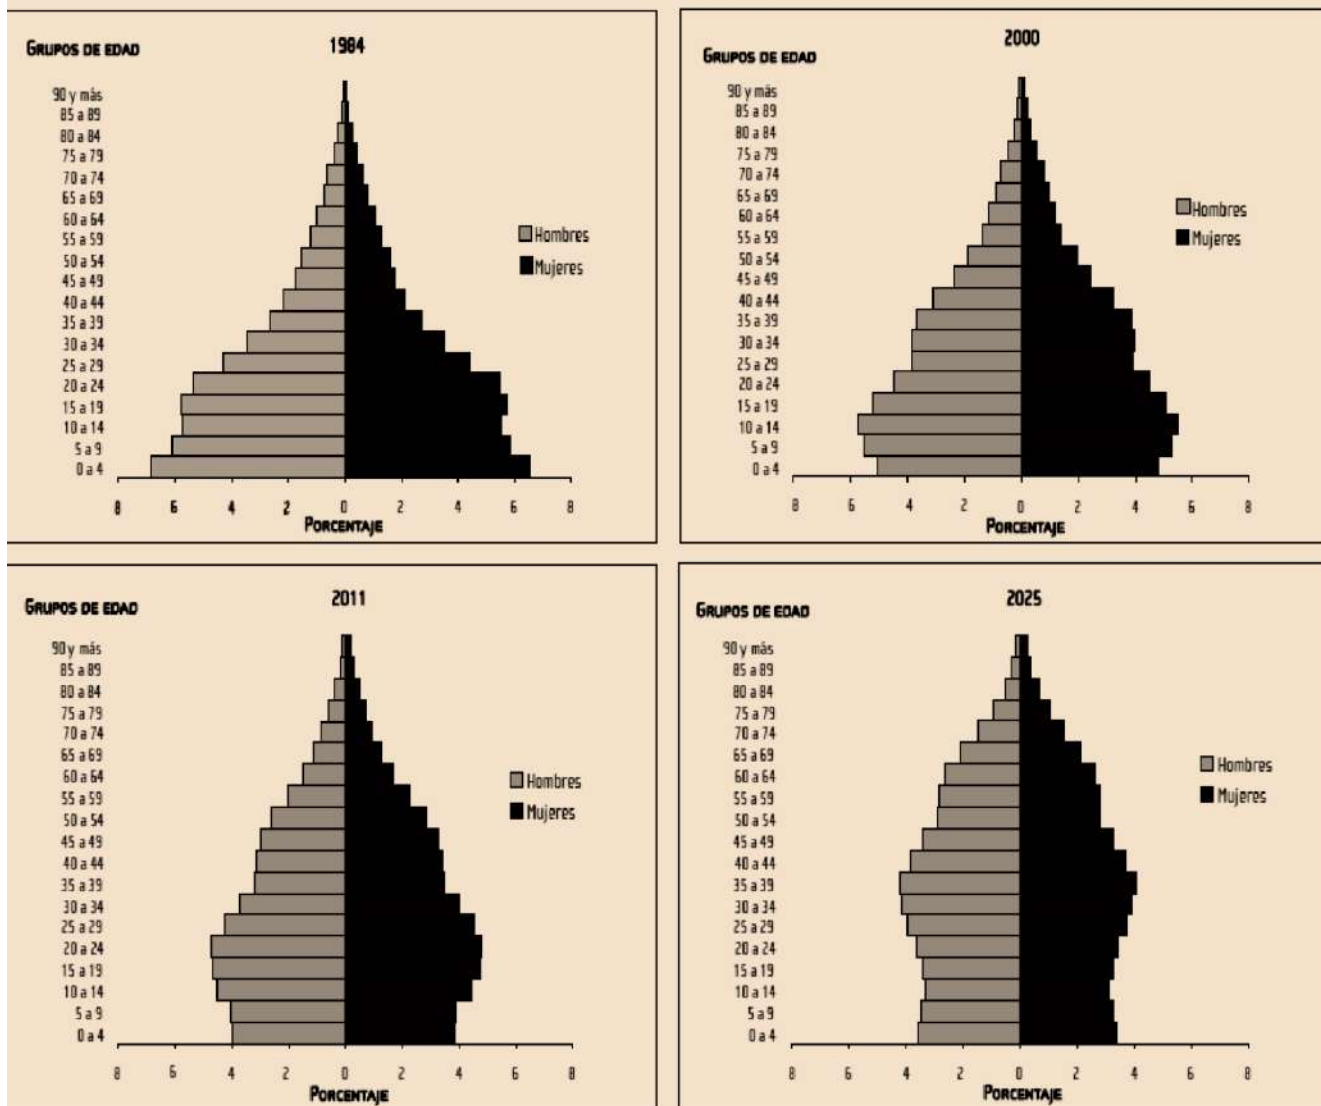 1984
GRUPOS DE EDAD
90 y más
85 a 89
80 a 84
75 a 79
70 a 74
65 a 69
60 a 64
55 a 59
50 a 54
45 a 49
40 a 44
35 a 39
30 a 34
25 a 29
20 a 24
15 a 19
10 a 14
5 a 9
0 a 4
Hombres
Mujeres
8 6 4 2 0 2 4 6 8
PORCENTAJE
2000
GRUPOS DE EDAD
90 y más
85 a 89
80 a 84
75 a 79
70 a 74
65 a 69
60 a 64
55 a 59
50 a 54
45 a 49
40 a 44
35 a 39
30 a 34
25 a 29
20 a 24
15 a 19
10 a 14
5 a 9
0 a 4
Hombres
Mujeres
8 6 4 2 0 2 4 6 8
PORCENTAJE
2011
GRUPOS DE EDAD
90 y más
85 a 89
80 a 84
75 a 79
70 a 74
65 a 69
60 a 64
55 a 59
50 a 54
45 a 49
40 a 44
35 a 39
30 a 34
25 a 29
20 a 24
15 a 19
10 a 14
5 a 9
0 a 4
Hombres
Mujeres
8 6 4 2 0 2 4 6 8
PORCENTAJE
2025
GRUPOS DE EDAD
90 y más
85 a 89
80 a 84
75 a 79
70 a 74
65 a 69
60 a 64
55 a 59
50 a 54
45 a 49
40 a 44
35 a 39
30 a 34
25 a 29
20 a 24
15 a 19
10 a 14
5 a 9
0 a 4
Hombres
Mujeres
8 6 4 2 0 2 4 6 8
PORCENTAJE